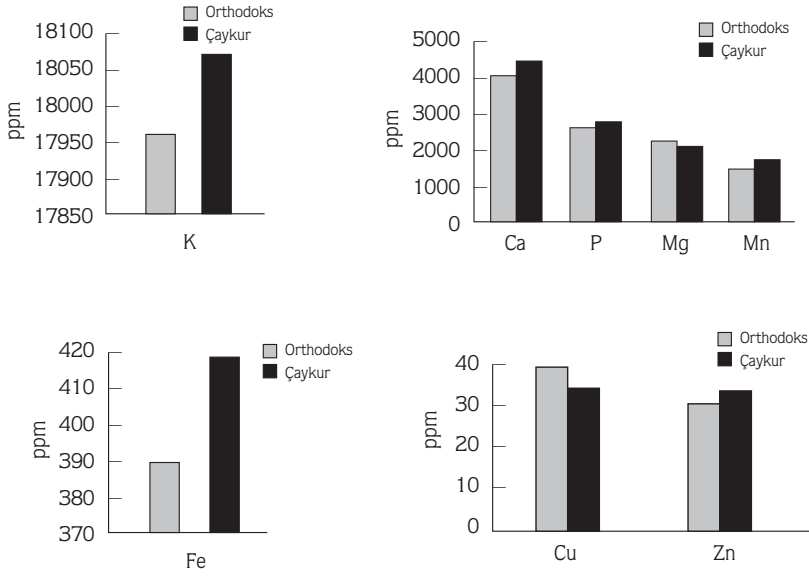 Orthodoks
Çaykur
ppm
18100
18050
18000
17950
17900
17850
K
Orthodoks
Çaykur
ppm
5000
4000
3000
2000
1000
0
Ca P Mg Mn
Orthodoks
Çaykur
ppm
420
410
400
390
380
370
Fe
Orthodoks
Çaykur
ppm
40
30
20
10
0
Cu Zn